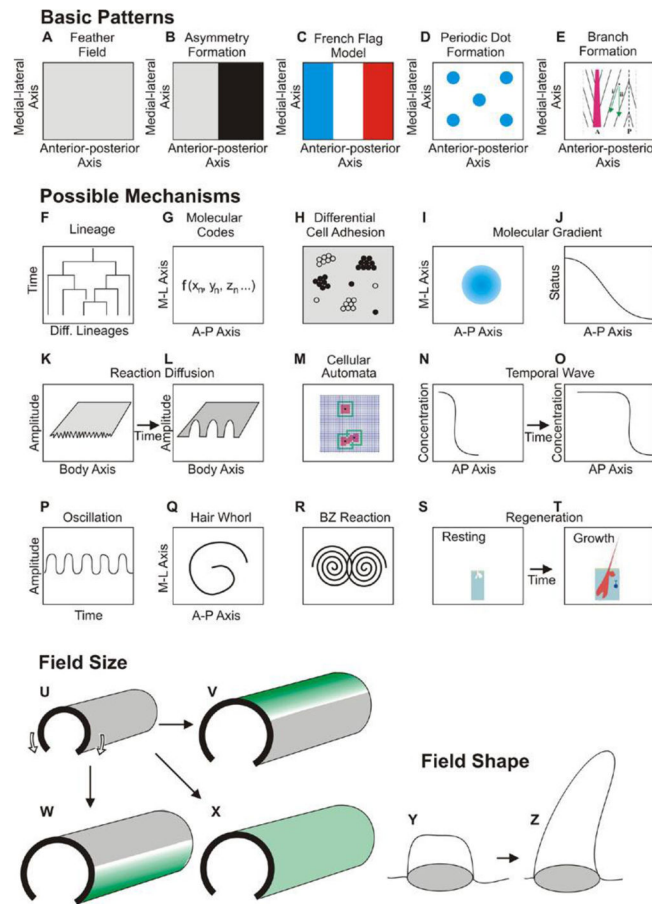 Basic Patterns
A Feather Field
B Asymmetry Formation
C French Flag Model
D Periodic Dot Formation
E Branch Formation
Medial-lateral Axis
Medial-lateral Axis
Medial-lateral Axis
Medial-lateral Axis
Medial-lateral Axis
A P
Anterior-posterior Axis
Anterior-posterior Axis
Anterior-posterior Axis
Anterior-posterior Axis
Anterior-posterior Axis
Possible Mechanisms
F Lineage
G Molecular Codes
H Differential Cell Adhesion
I Molecular Gradient J
Time
M-L Axis
f(xn, yn, zn ...)
M-L Axis
Status
Diff. Lineages
A-P Axis
A-P Axis
A-P Axis
K Reaction Diffusion L
M Cellular Automata
N Temporal Wave O
Amplitude
Time
Amplitude
Concentration
Time
Concentration
Body Axis
Body Axis
AP Axis
AP Axis
P Oscillation
Q Hair Whorl
R BZ Reaction
S Regeneration T
Amplitude
M-L Axis
Resting
Time
Growth
Time
A-P Axis
Field Size
U
V
W
X
Field Shape
Y
Z